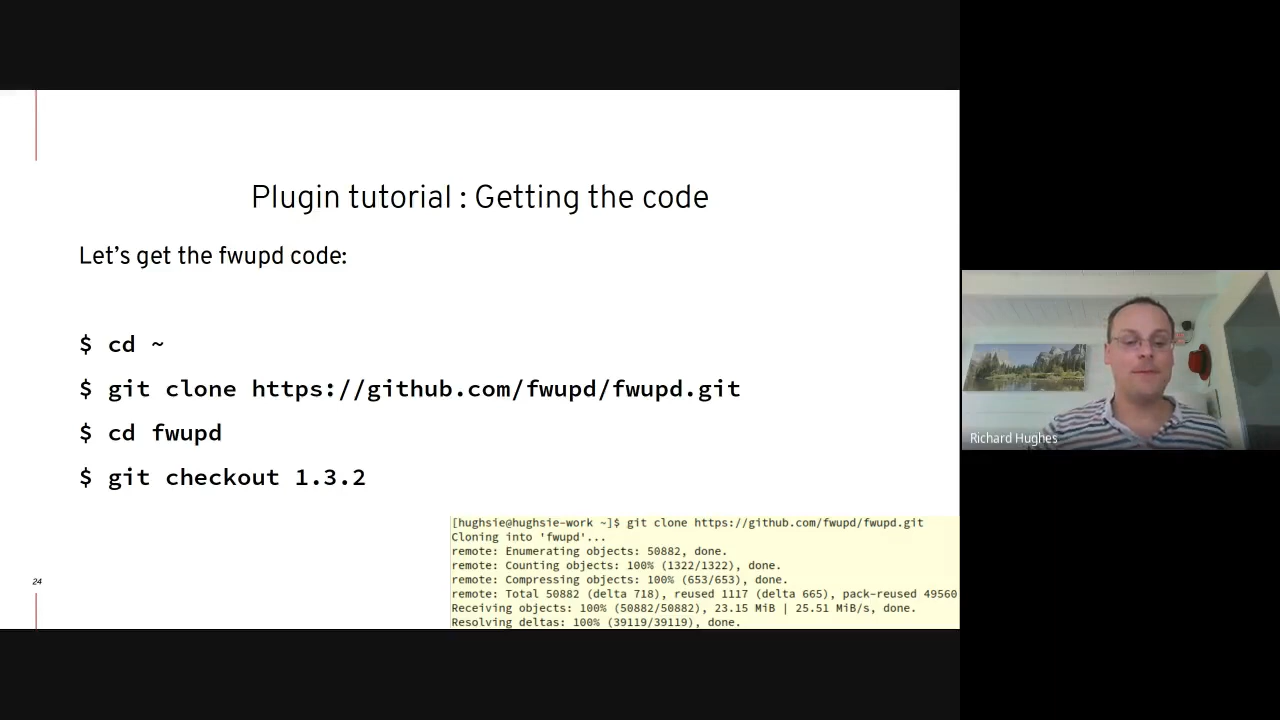 Plugin tutorial : Getting the code
Let’s get the fwupd code:
$ cd ~
$ git clone https://github.com/fwupd/fwupd.git
$ cd fwupd
$ git checkout 1.3.2
[hughsie@hughsie-work ~]$ git clone https://github.com/fwupd/fwupd.git
Cloning into 'fwupd'...
remote: Enumerating objects: 50882, done.
remote: Counting objects: 100% (1322/1322), done.
remote: Compressing objects: 100% (653/653), done.
remote: Total 50882 (delta 718), reused 1117 (delta 665), pack-reused 49560
Receiving objects: 100% (50882/50882), 23.15 MiB | 25.51 MiB/s, done.
Resolving deltas: 100% (39119/39119), done.
24
Richard Hughes